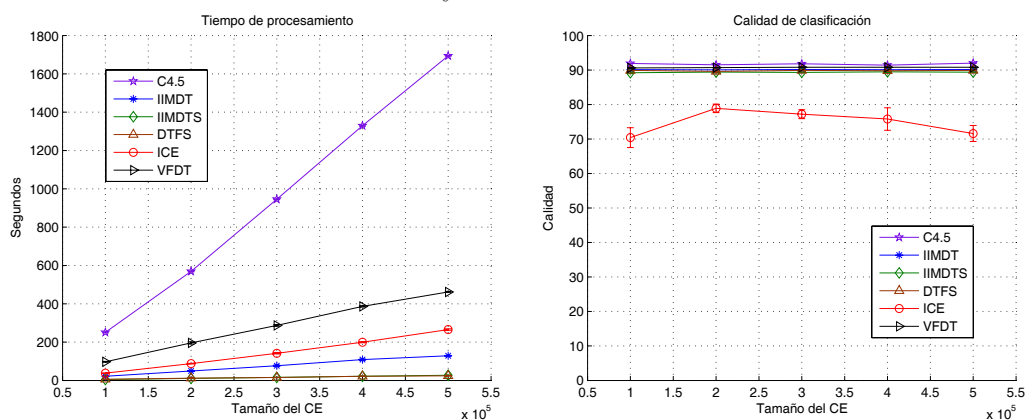 Tiempo de procesamiento
1800
1600
1400
1200
1000
800
600
400
200
0
Segundos
C4.5
IIMDT
IIMDTS
DTFS
ICE
VFDT
0.5 1 1.5 2 2.5 3 3.5 4 4.5 5 5.5
Tamaño del CE
x 10^5
Calidad de clasificación
100
90
80
70
60
50
40
30
20
10
0
Calidad
C4.5
IIMDT
IIMDTS
DTFS
ICE
VFDT
0.5 1 1.5 2 2.5 3 3.5 4 4.5 5 5.5
Tamaño del CE
x 10^5